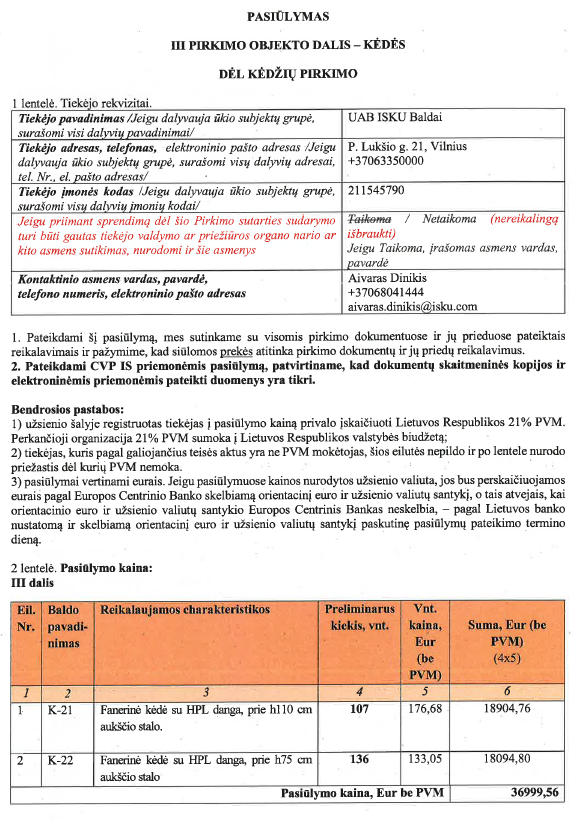 PASIŪLYMAS
III PIRKIMO OBJEKTO DALIS – KĖDĖS
DĖL KĖDŽIŲ PIRKIMO
1 lentelė. Tiekėjo rekvizitai.
Tiekėjo pavadinimas /Jeigu dalyvauja ūkio subjektų grupė, surašomi visi dalyvių pavadinimai/
UAB ISKU Baldai
Tiekėjo adresas, telefonas, elektroninio pašto adresas /Jeigu dalyvauja ūkio subjektų grupė, surašomi visų dalyvių adresai, tel. Nr., el. pašto adresas/
P. Lukšio g. 21, Vilnius
+37063350000
Tiekėjo įmonės kodas /Jeigu dalyvauja ūkio subjektų grupė, surašomi visų dalyvių įmonių kodai/
211545790
Jeigu priimant sprendimą dėl šio Pirkimo sutarties sudarymo turi būti gautas tiekėjo valdymo ar priežiūros organo nario ar kito asmens sutikimas, nurodomi ir šie asmenys
Taikoma / Netaikoma (nereikalingą išbraukti)
Jeigu Taikoma, įrašomas asmens vardas, pavardė
Kontaktinio asmens vardas, pavardė,
telefono numeris, elektroninio pašto adresas
Aivaras Dinikis
+37068041444
aivaras.dinikis@isku.com
1. Pateikdami šį pasiūlymą, mes sutinkame su visomis pirkimo dokumentuose ir jų prieduose pateiktais
reikalavimais ir pažymime, kad siūlomos prekės atitinka pirkimo dokumentų ir jų priedų reikalavimus.
2. Pateikdami CVP IS priemonėmis pasiūlymą, patvirtiname, kad dokumentų skaitmeninės kopijos ir
elektroninėmis priemonėmis pateikti duomenys yra tikri.
Bendrosios pastabos:
1) užsienio šalyje registruotas tiekėjas į pasiūlymo kainą privalo įskaičiuoti Lietuvos Respublikos 21% PVM.
Perkančioji organizacija 21% PVM sumoka į Lietuvos Respublikos valstybės biudžetą;
2) tiekėjas, kuris pagal galiojančius teisės aktus yra ne PVM mokėtojas, šios eilutės nepildo ir po lentele nurodo
priežastis dėl kurių PVM nemoka.
3) pasiūlymai vertinami eurais. Jeigu pasiūlymuose kainos nurodytos užsienio valiuta, jos bus perskaičiuojamos
eurais pagal Europos Centrinio Banko skelbiamą orientacinį euro ir užsienio valiutų santykį, o tais atvejais, kai
orientacinio euro ir užsienio valiutų santykio Europos Centrinis Bankas neskelbia, – pagal Lietuvos banko
nustatomą ir skelbiamą orientacinį euro ir užsienio valiutų santykį paskutinę pasiūlymų pateikimo termino
dieną.
2 lentelė. Pasiūlymo kaina:
III dalis
Eil. Nr.
Baldo pavadi-nimas
Reikalaujamos charakteristikos
Preliminarus kiekis, vnt.
Vnt. kaina, Eur (be PVM)
Suma, Eur (be PVM) (4x5)
1 2 3 4 5 6
1 K-21 Fanerinė kėdė su HPL danga, prie h110 cm aukščio stalo. 107 176,68 18904,76
2 K-22 Fanerinė kėdė su HPL danga, prie h75 cm aukščio stalo 136 133,05 18094,80
Pasiūlymo kaina, Eur be PVM 36999,56